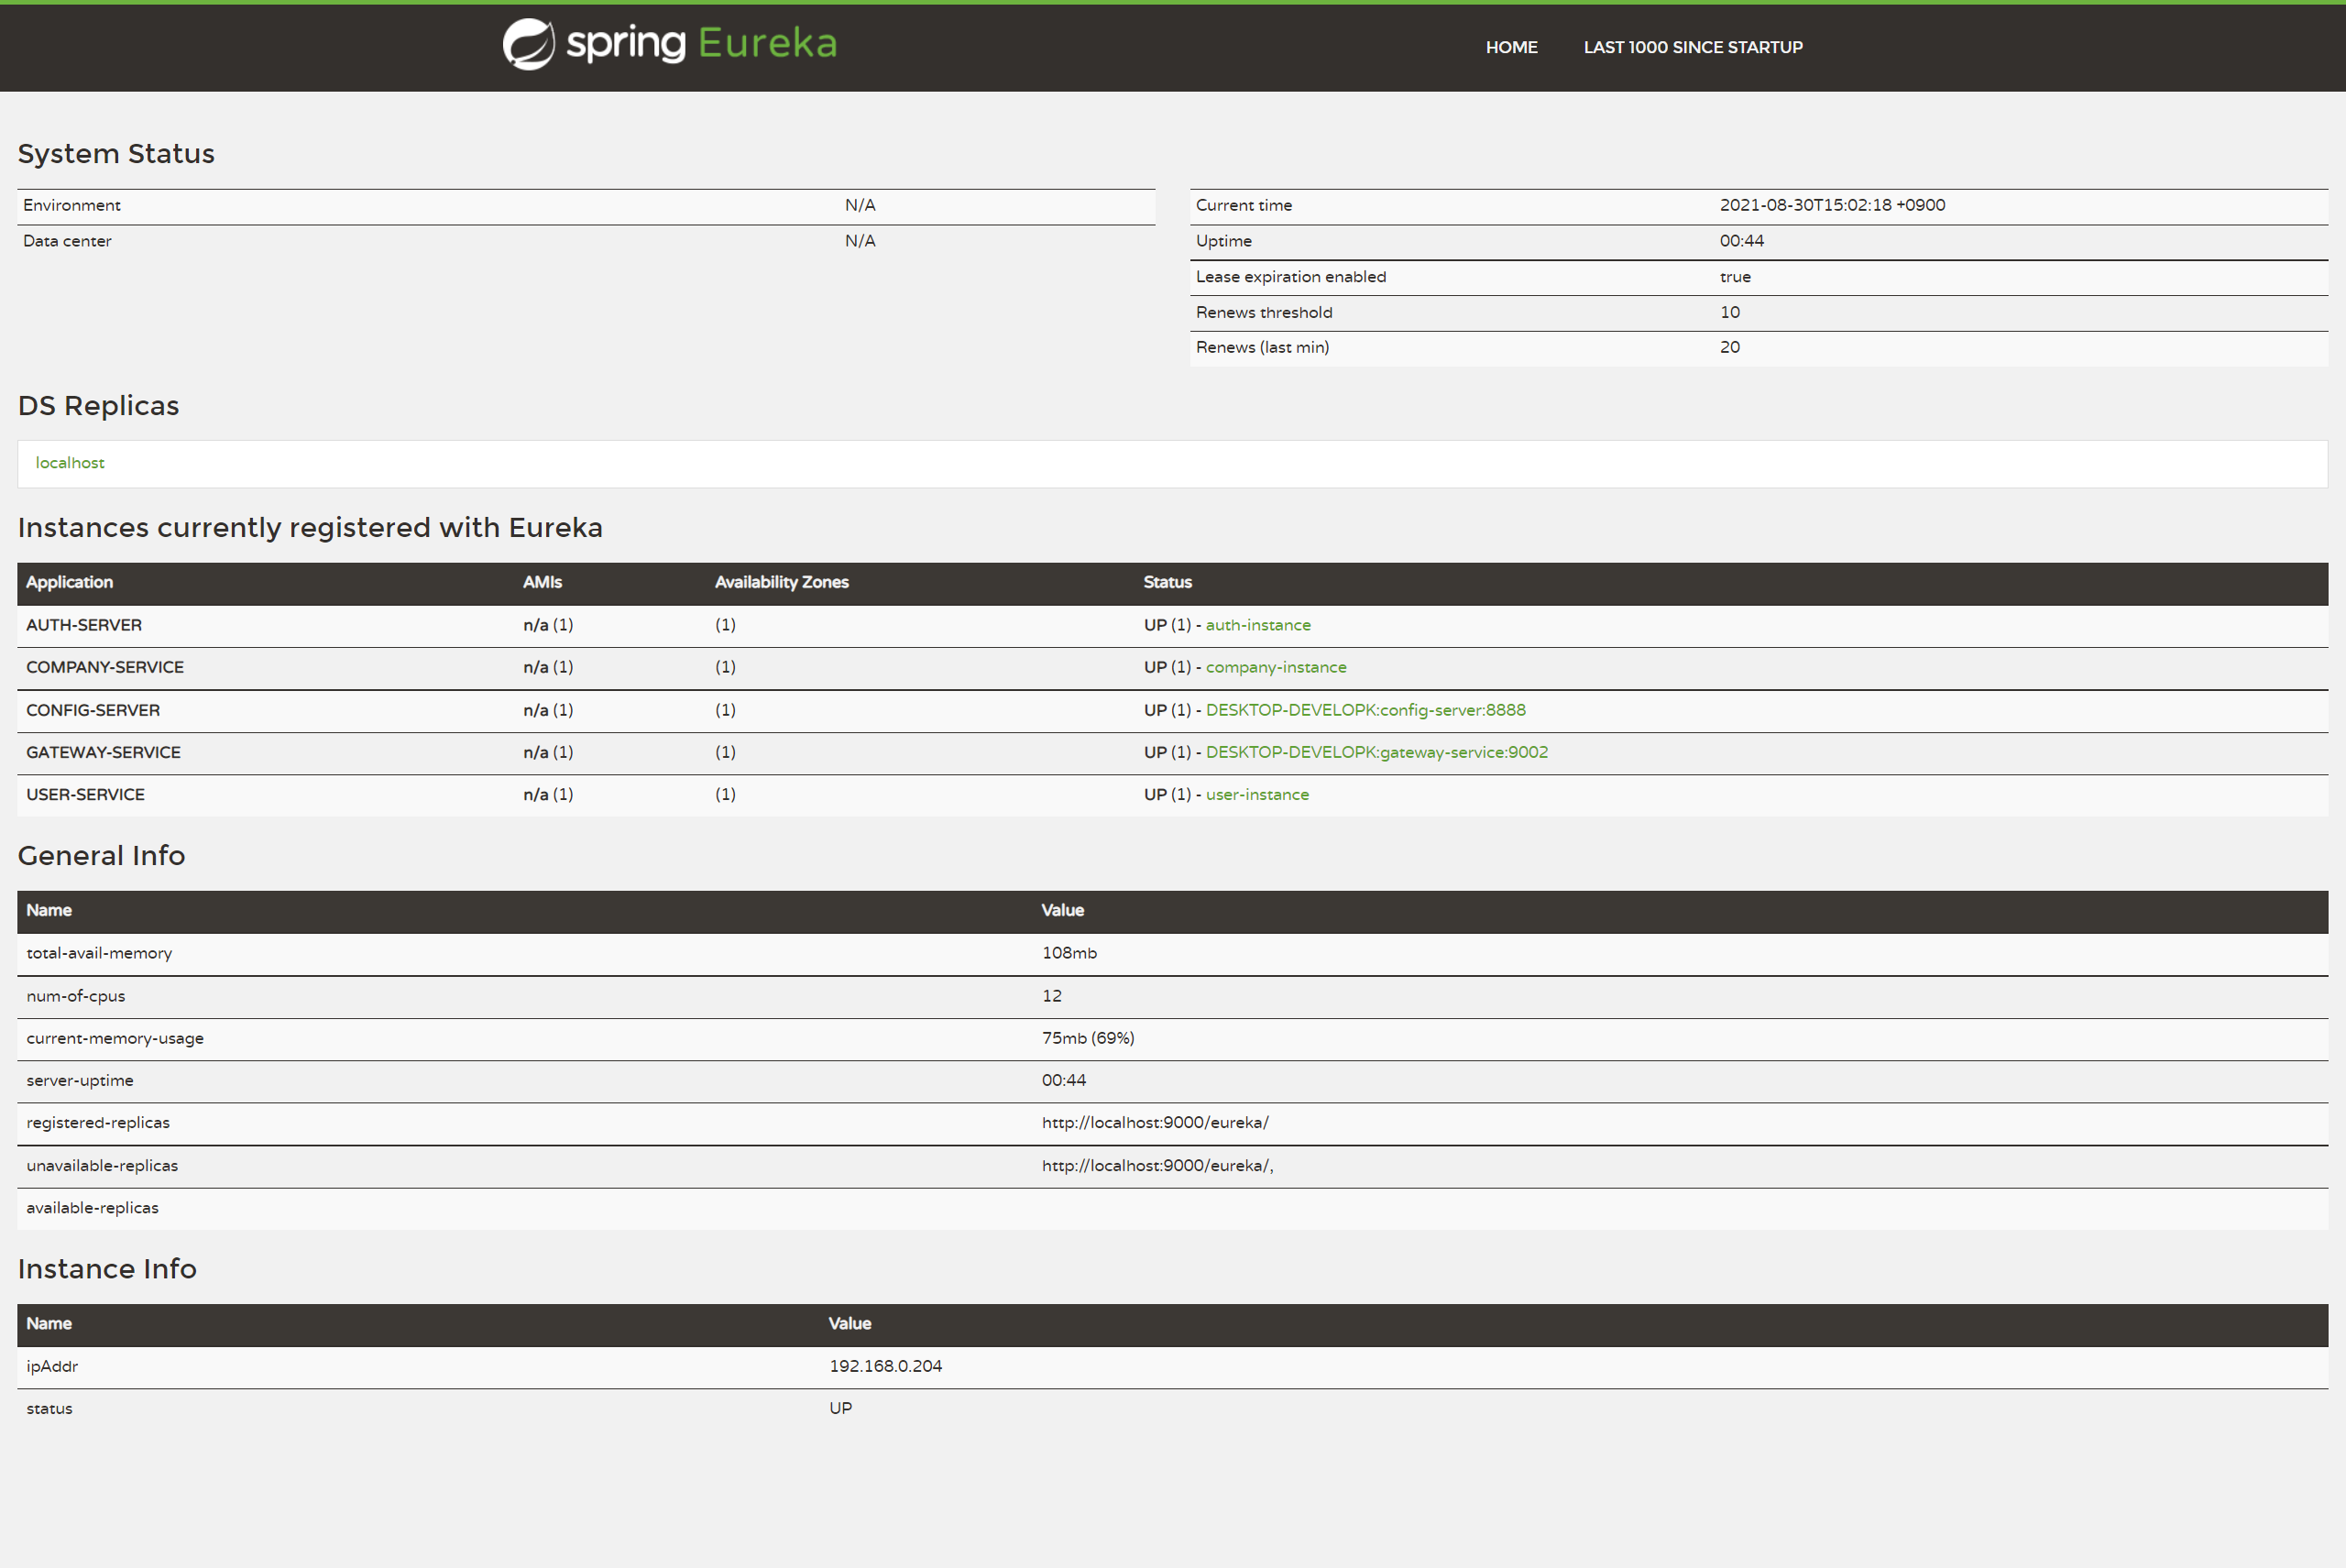 spring Eureka
HOME LAST 1000 SINCE STARTUP
System Status
Environment N/A
Data center N/A
Current time 2021-08-30T15:02:18 +0900
Uptime 00:44
Lease expiration enabled true
Renews threshold 10
Renews (last min) 20
DS Replicas
localhost
Instances currently registered with Eureka
Application AMIs Availability Zones Status
AUTH-SERVER n/a (1) (1) UP (1) - auth-instance
COMPANY-SERVICE n/a (1) (1) UP (1) - company-instance
CONFIG-SERVER n/a (1) (1) UP (1) - DESKTOP-DEVELOPK:config-server:8888
GATEWAY-SERVICE n/a (1) (1) UP (1) - DESKTOP-DEVELOPK:gateway-service:9002
USER-SERVICE n/a (1) (1) UP (1) - user-instance
General Info
Name Value
total-avail-memory 108mb
num-of-cpus 12
current-memory-usage 75mb (69%)
server-uptime 00:44
registered-replicas http://localhost:9000/eureka/
unavailable-replicas http://localhost:9000/eureka/,
available-replicas
Instance Info
Name Value
ipAddr 192.168.0.204
status UP